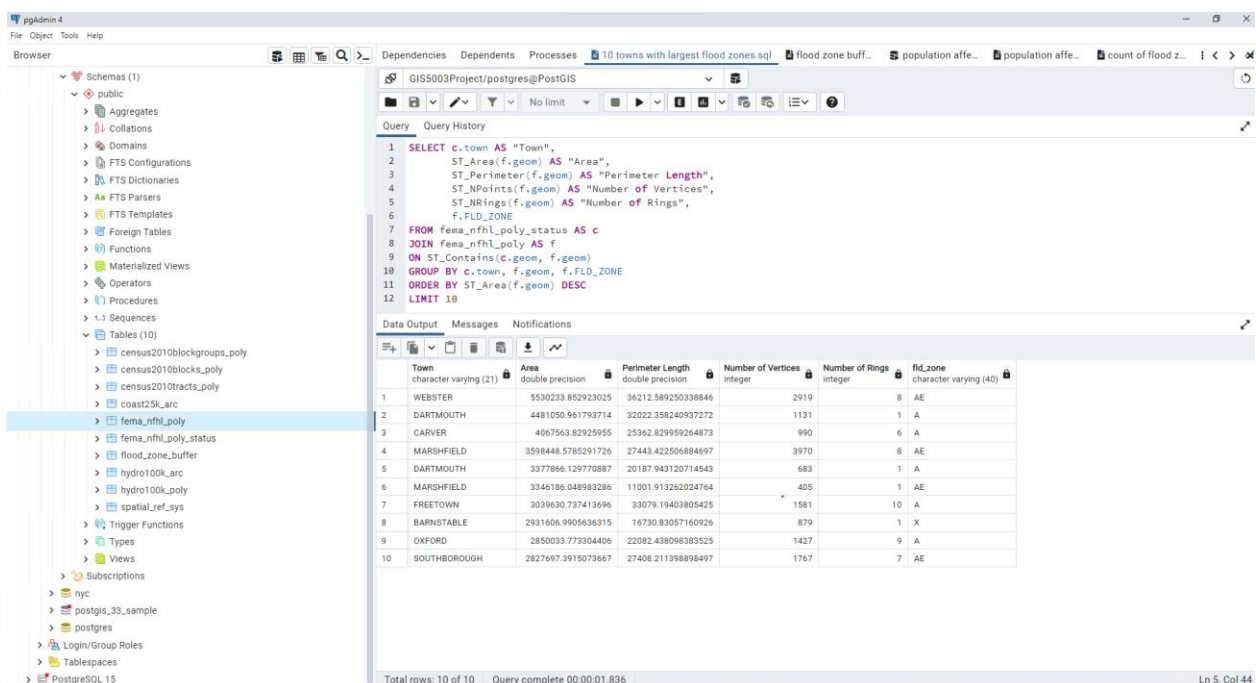 pgAdmin 4
File Object Tools Help
Browser
Schemas (1)
public
Aggregates
Collations
Domains
FTS Configurations
FTS Dictionaries
Aa FTS Parsers
FTS Templates
Foreign Tables
Functions
Materialized Views
Operators
Procedures
1..3 Sequences
Tables (10)
census2010blockgroups_poly
census2010blocks_poly
census2010tracts_poly
coast25k_arc
fema_nfhl_poly
fema_nfhl_poly_status
flood_zone_buffer
hydro100k_arc
hydro100k_poly
spatial_ref_sys
Trigger Functions
Types
Views
Subscriptions
nyc
postgis_33_sample
postgres
Login/Group Roles
Tablespaces
PostgreSQL 15
Dependencies Dependents Processes 10 towns with largest flood zones.sql flood zone buff... population affe... population affe... count of flood z...
GIS5003Project/postgres@PostGIS
No limit
Query Query History
1 SELECT c.town AS "Town",
2 ST_Area(f.geom) AS "Area",
3 ST_Perimeter(f.geom) AS "Perimeter Length",
4 ST_NPoints(f.geom) AS "Number of Vertices",
5 ST_NRings(f.geom) AS "Number of Rings",
6 f.FLD_ZONE
7 FROM fema_nfhl_poly_status AS c
8 JOIN fema_nfhl_poly AS f
9 ON ST_Contains(c.geom, f.geom)
10 GROUP BY c.town, f.geom, f.FLD_ZONE
11 ORDER BY ST_Area(f.geom) DESC
12 LIMIT 10
Data Output Messages Notifications
Town Area Perimeter Length Number of Vertices Number of Rings fld_zone
character varying (21) double precision double precision integer integer character varying (40)
1 WEBSTER 5530233.852923025 36212.589250338846 2919 8 AE
2 DARTMOUTH 4481050.961793714 32022.358240937272 1131 1 A
3 CARVER 4067563.82925955 25362.829959264873 990 6 A
4 MARSHFIELD 3598448.5785291726 27443.422506884697 3970 8 AE
5 DARTMOUTH 3377866.129770887 20187.943120714543 683 1 A
6 MARSHFIELD 3346186.048983286 11001.913262024764 405 1 AE
7 FREETOWN 3039630.737413696 33079.19403805425 1581 10 A
8 BARNSTABLE 2931606.9905636315 16730.83057160926 879 1 X
9 OXFORD 2850033.773304406 22082.438098383525 1427 9 A
10 SOUTHBOROUGH 2827697.3915073667 27408.211398898497 1767 7 AE
Total rows: 10 of 10 Query complete 00:00:01.836 Ln 5, Col 44